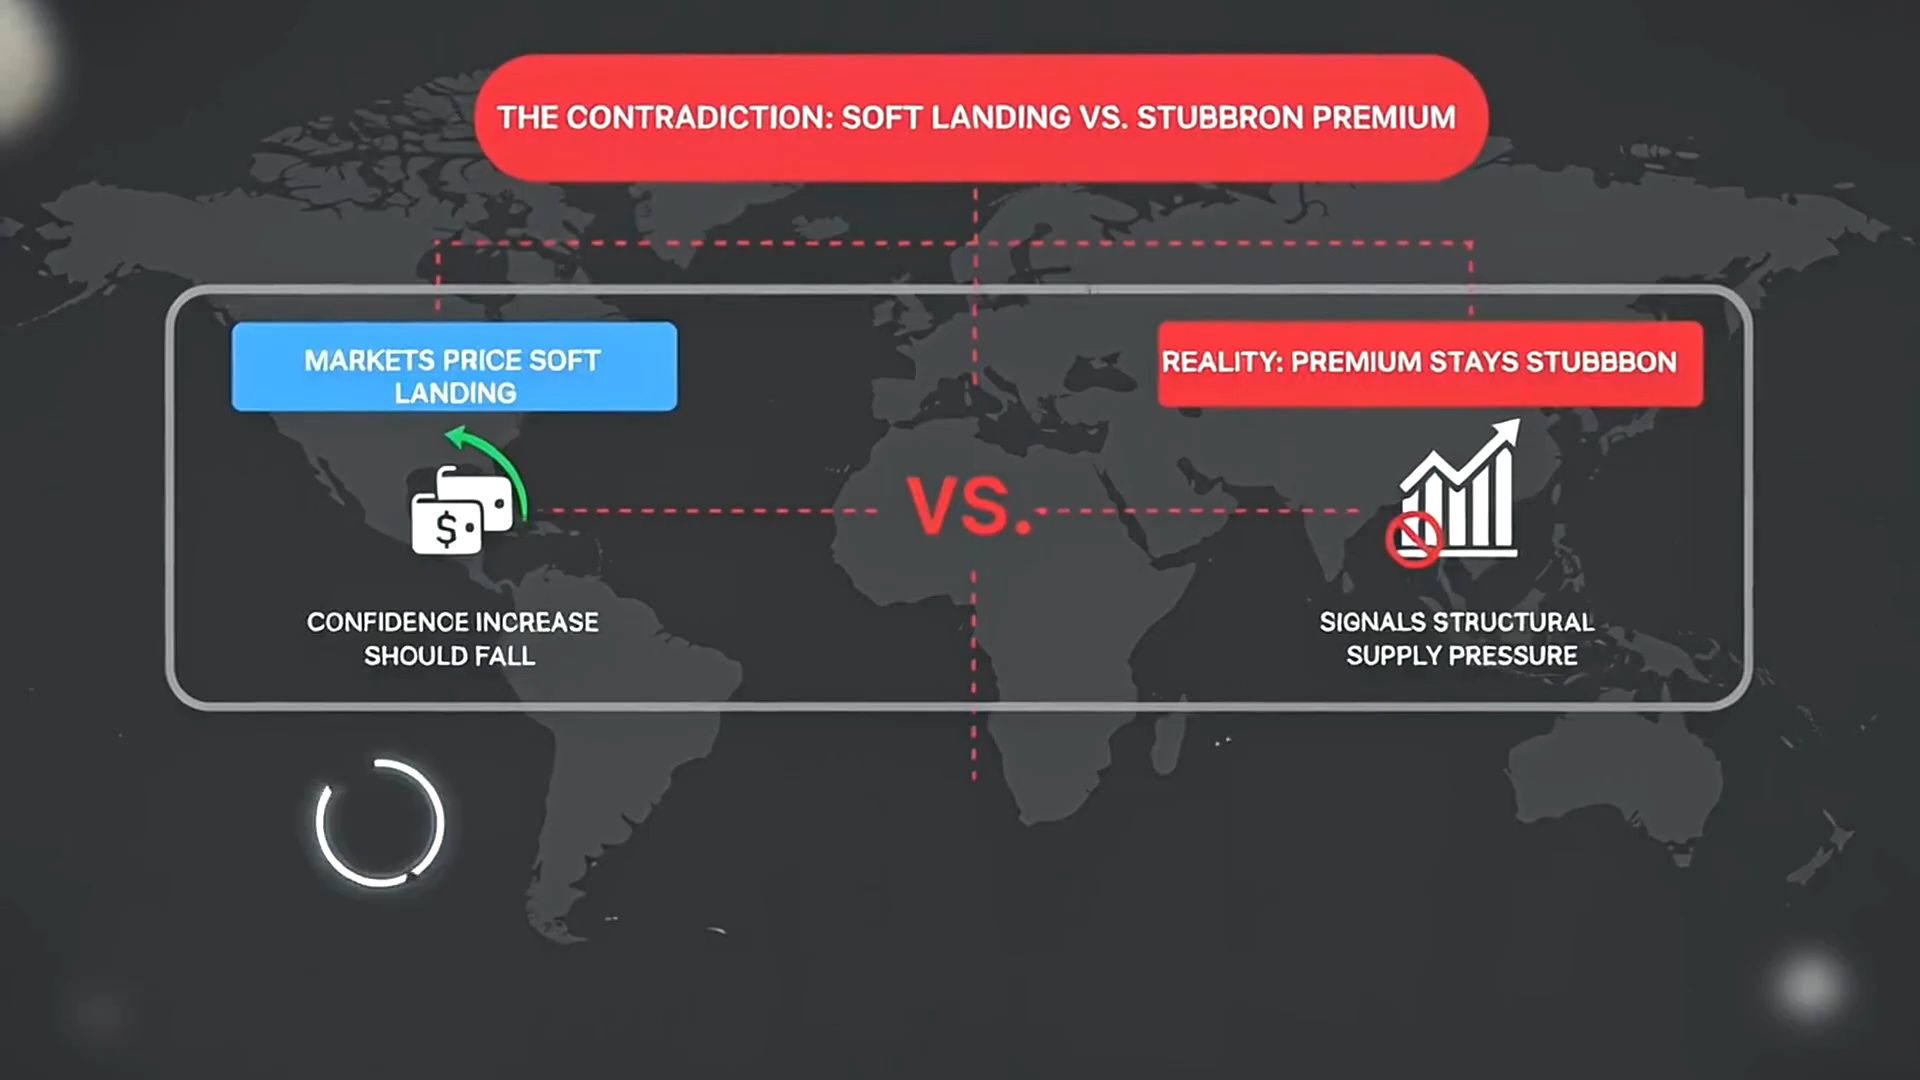 THE CONTRADICTION: SOFT LANDING VS. STUBBRON PREMIUM
MARKETS PRICE SOFT
LANDING
REALITY: PREMIUM STAYS STUBBBON
$
VS.
CONFIDENCE INCREASE
SHOULD FALL
SIGNALS STRUCTURAL
SUPPLY PRESSURE